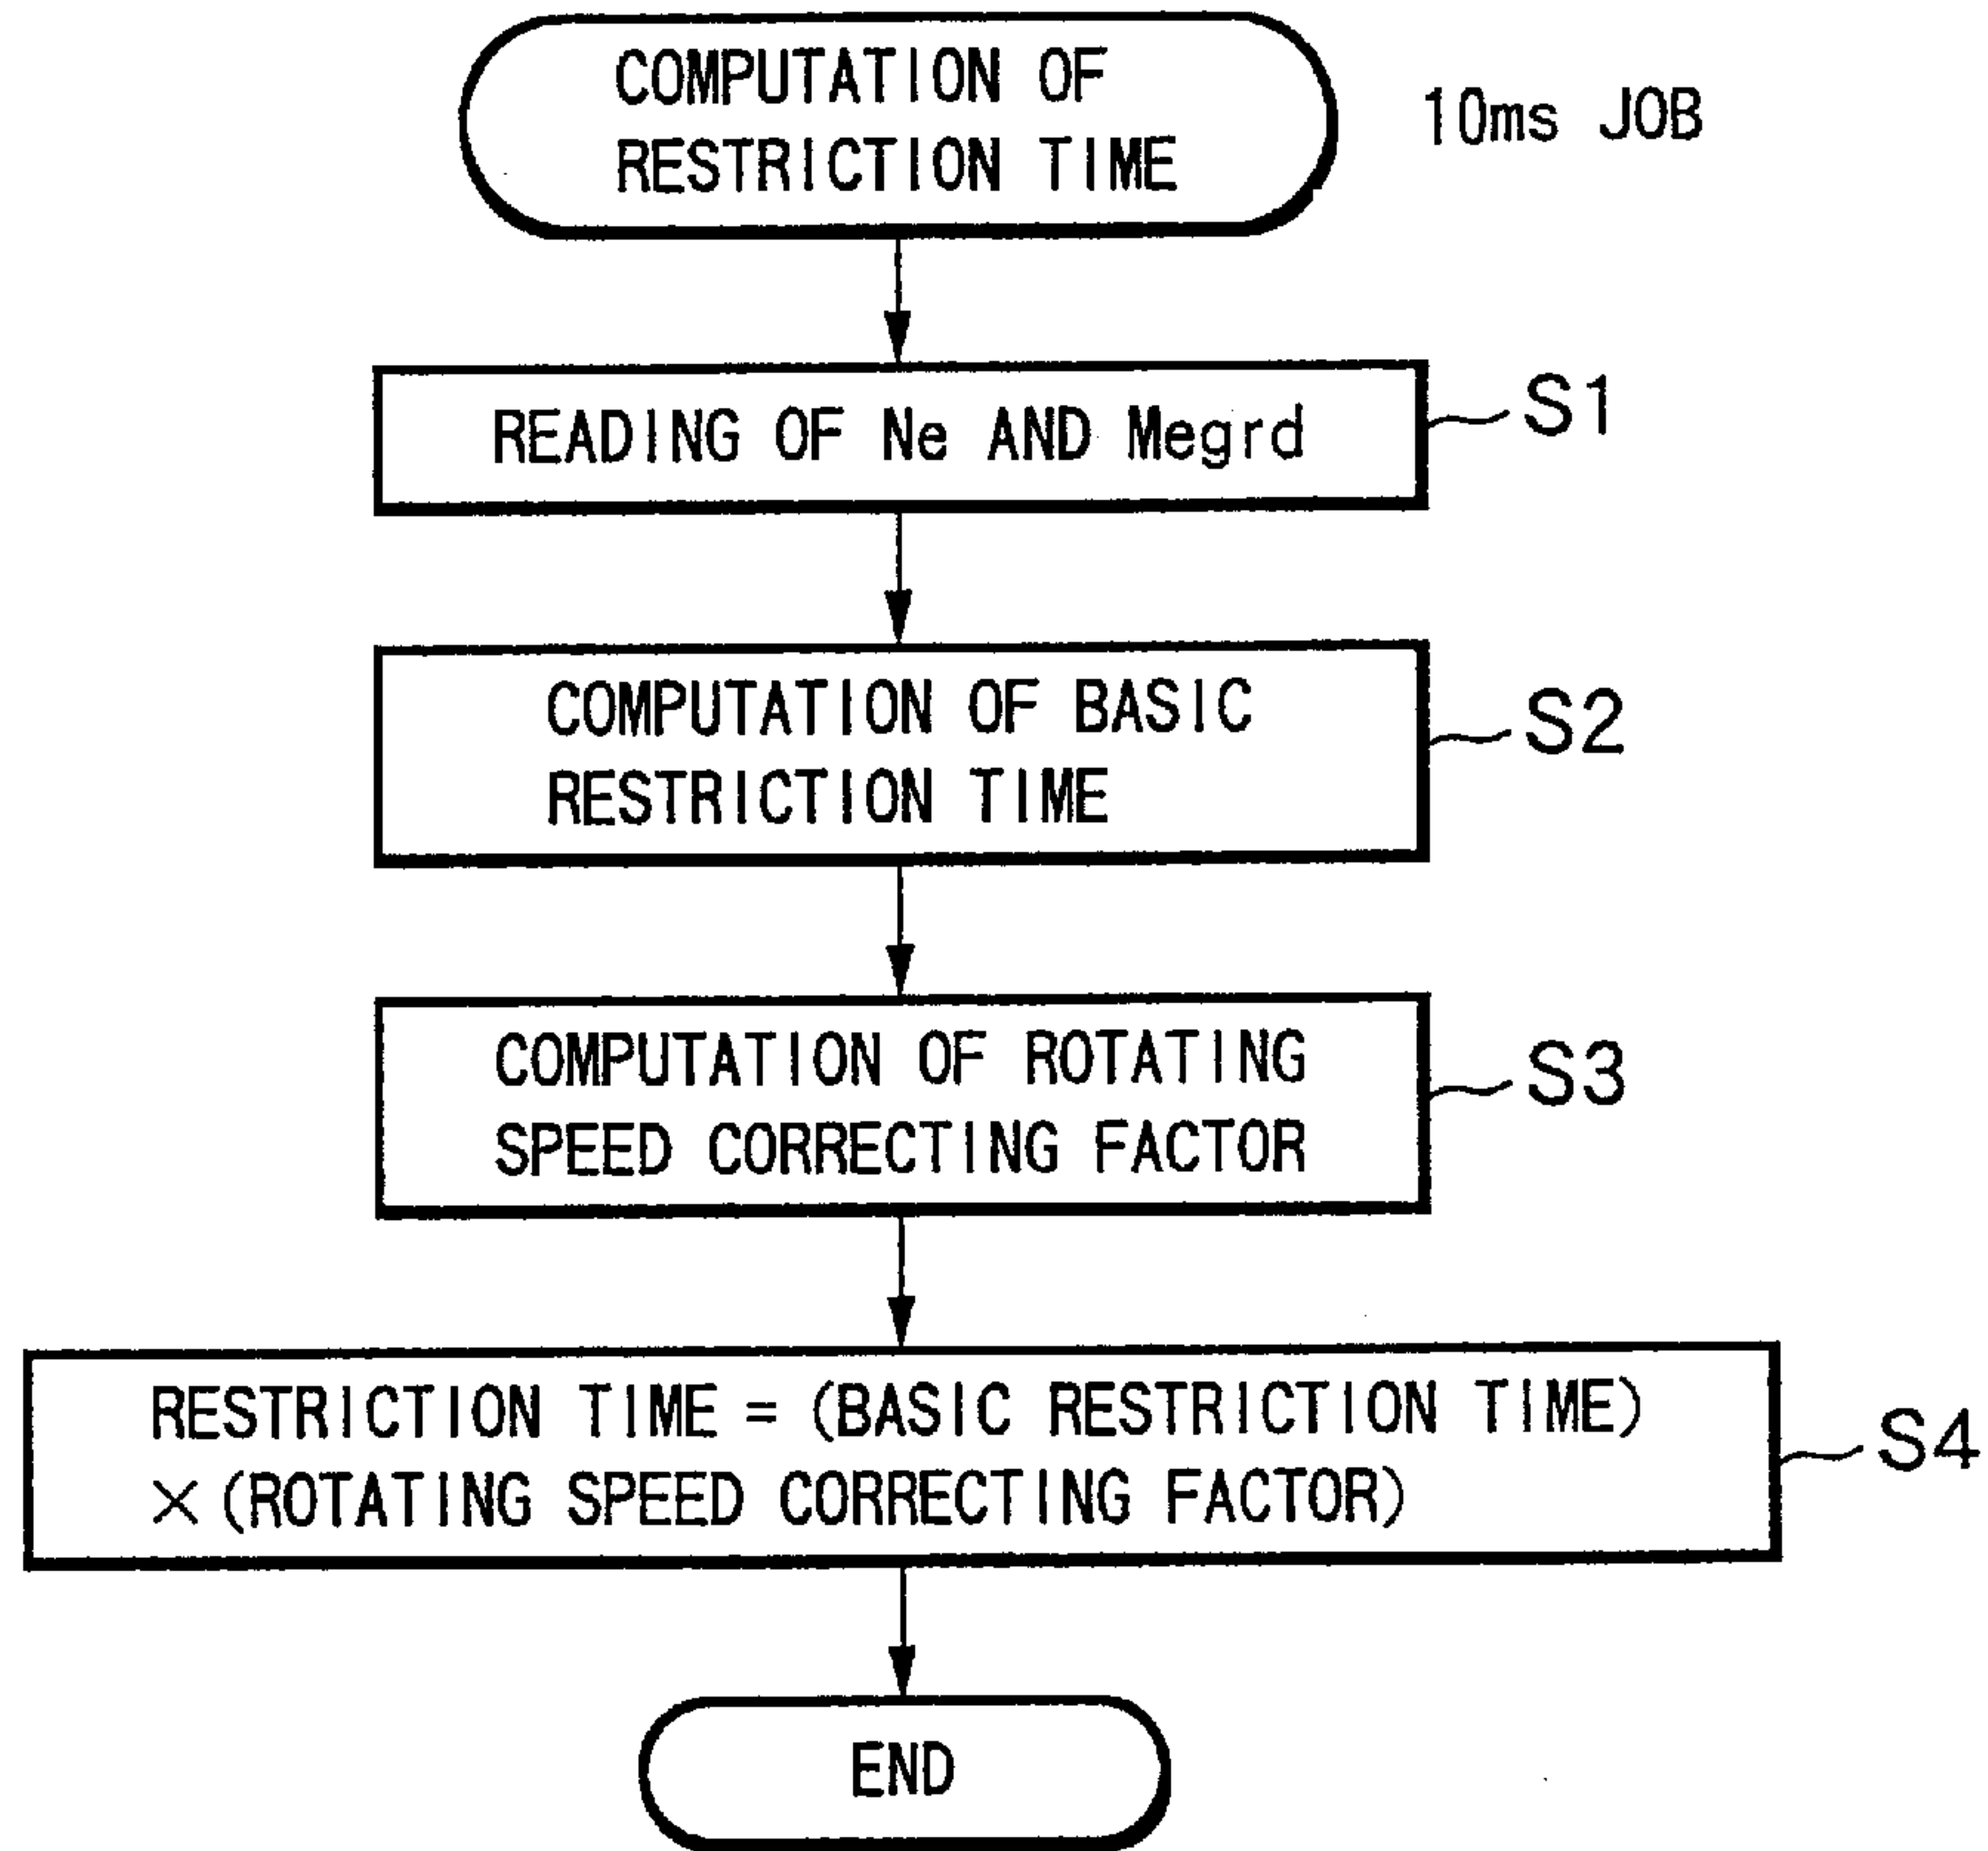 COMPUTATION OF
RESTRICTION TIME
10ms JOB
READING OF Ne AND Megrd
S1
COMPUTATION OF BASIC
RESTRICTION TIME
S2
COMPUTATION OF ROTATING
SPEED CORRECTING FACTOR
S3
RESTRICTION TIME = (BASIC RESTRICTION TIME)
× (ROTATING SPEED CORRECTING FACTOR)
S4
END